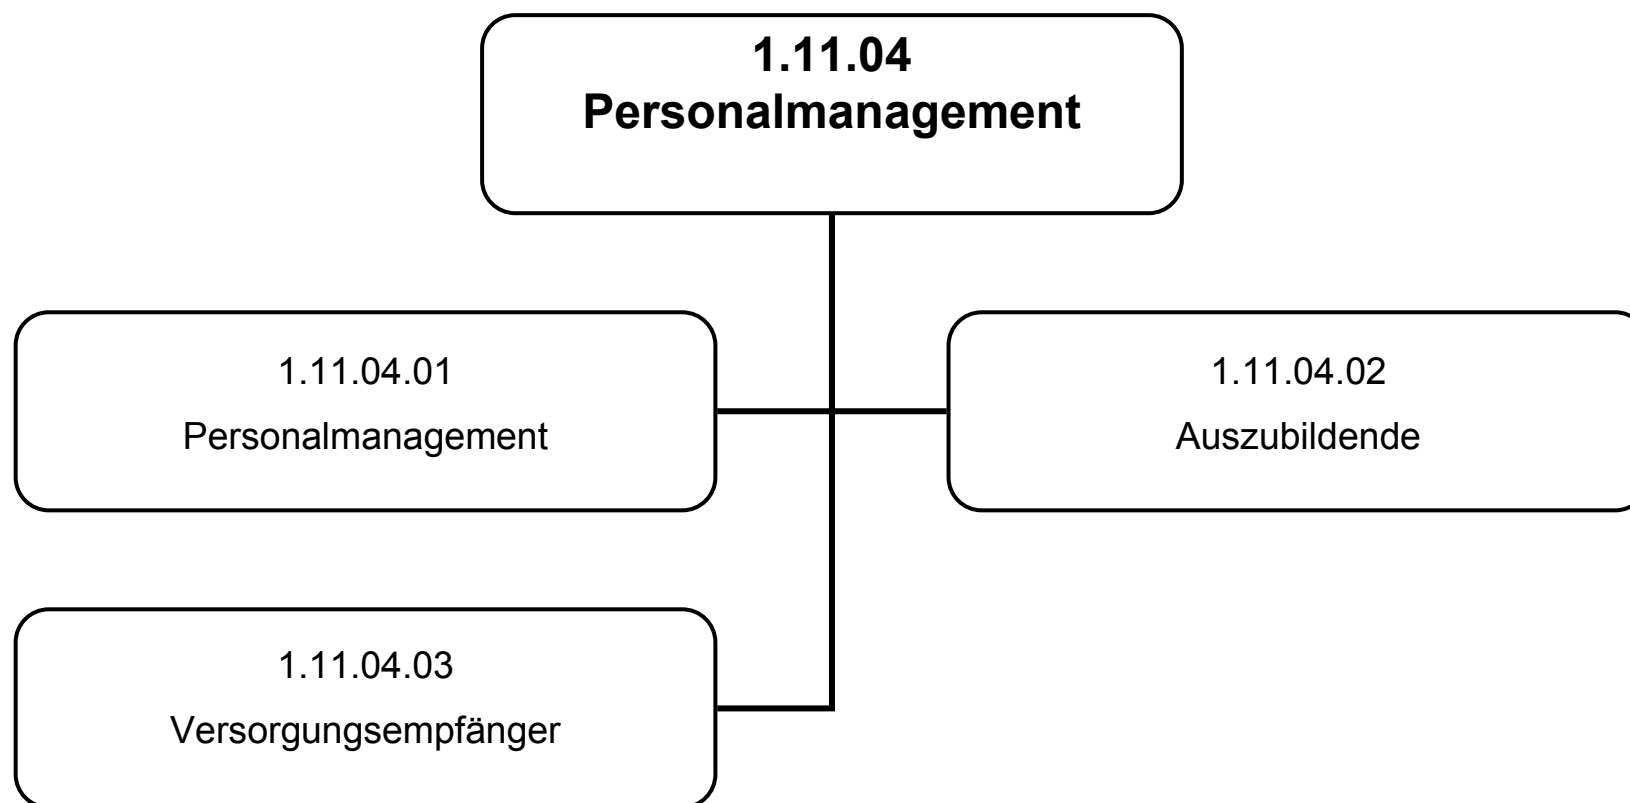 1.11.04
Personalmanagement
1.11.04.01
Personalmanagement
1.11.04.02
Auszubildende
1.11.04.03
Versorgungsempfänger